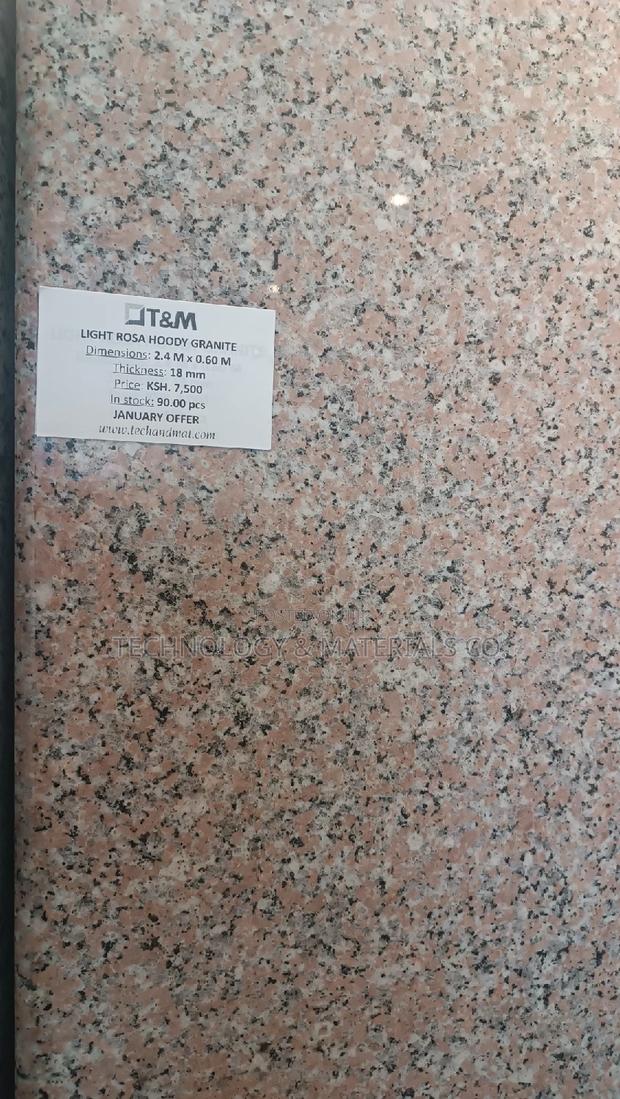 T&M
LIGHT ROSA HOODY GRANITE
Dimensions: 2.4 M x 0.60 M
Thickness: 18 mm
Price: KSH. 7,500
In stock: 90.00 pcs
JANUARY OFFER
www.techandmat.com
TECHNOLOGY & MATERIALS CO